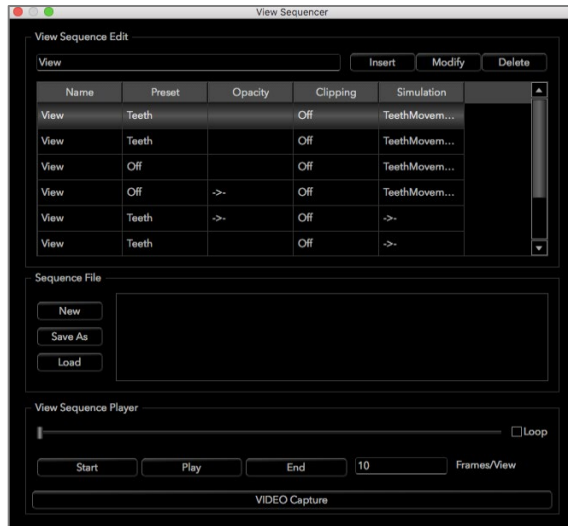 View Sequencer
View Sequence Edit
View Insert Modify Delete
Name Preset Opacity Clipping Simulation
View Teeth Off TeethMovem...
View Teeth Off TeethMovem...
View Off Off TeethMovem...
View Off ->- Off TeethMovem...
View Teeth ->- Off ->-
View Teeth Off ->-
Sequence File
New
Save As
Load
View Sequence Player
Loop
Start Play End 10 Frames/View
VIDEO Capture